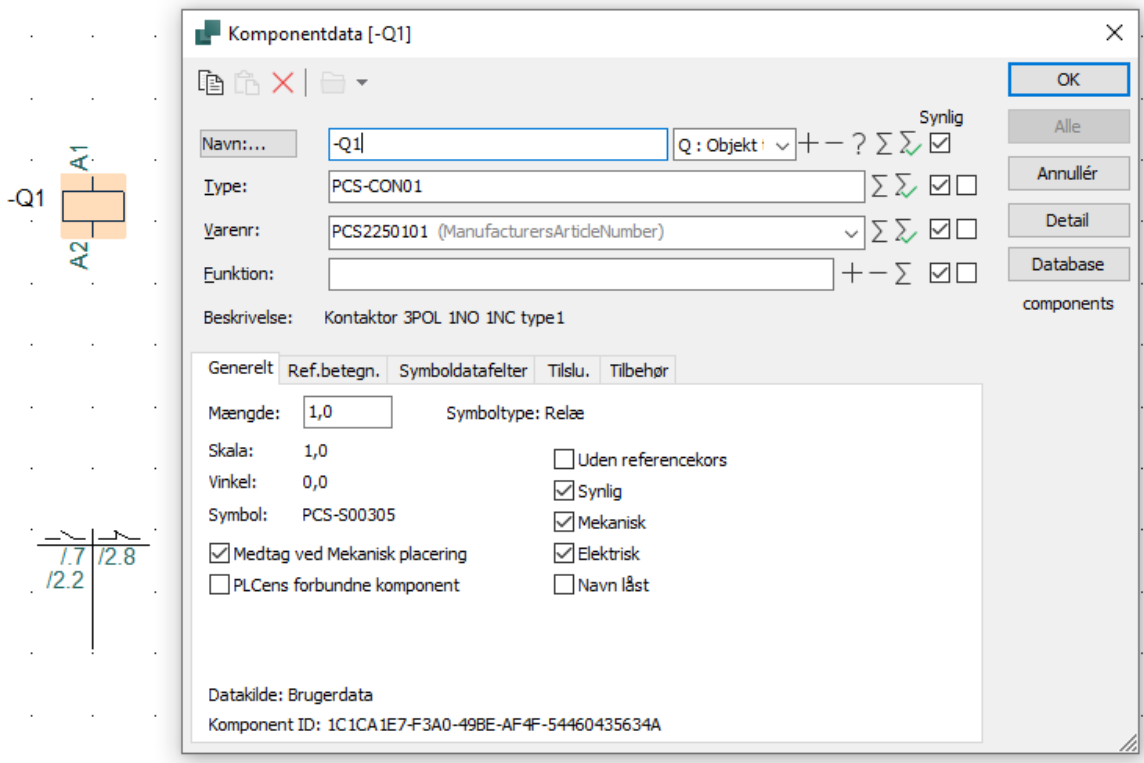 Komponentdata [-Q1]
OK
Synlig
Alle
Navn:...
-Q1
Q : Objekt
Type:
PCS-CON01
Annullér
Varenr:
PCS2250101 (ManufacturersArticleNumber)
Detail
Funktion:
Database
Beskrivelse:
Kontaktor 3POL 1NO 1NC type1
components
Generelt
Ref.betegn.
Symboldatafelter
Tilslu.
Tilbehør
Mængde:
1,0
Symboltype: Relæ
Skala:
1,0
Uden referencekors
Vinkel:
0,0
Synlig
Symbol:
PCS-S00305
Mekanisk
Medtag ved Mekanisk placering
Elektrisk
PLCens forbundne komponent
Navn låst
Datakilde: Brugerdata
Komponent ID: 1C1CA1E7-F3A0-49BE-AF4F-54460435634A
A1
-Q1
A2
/.7
/2.8
/2.2